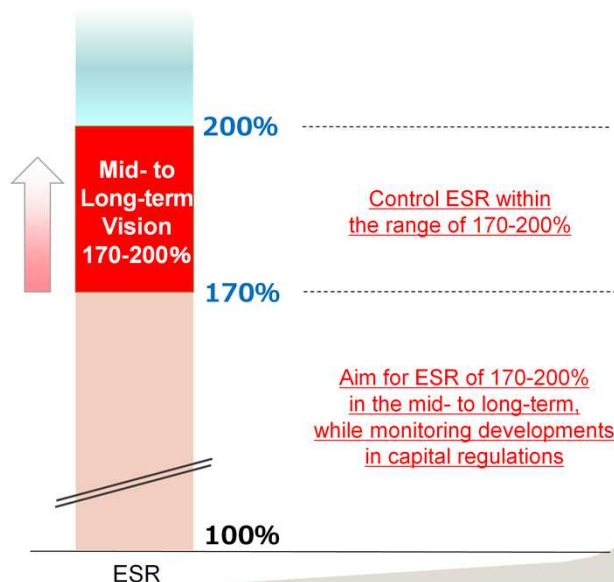 200%
Mid- to
Long-term
Vision
170-200%
Control ESR within
the range of 170-200%
170%
Aim for ESR of 170-200%
in the mid- to long-term,
while monitoring developments
in capital regulations
100%
ESR